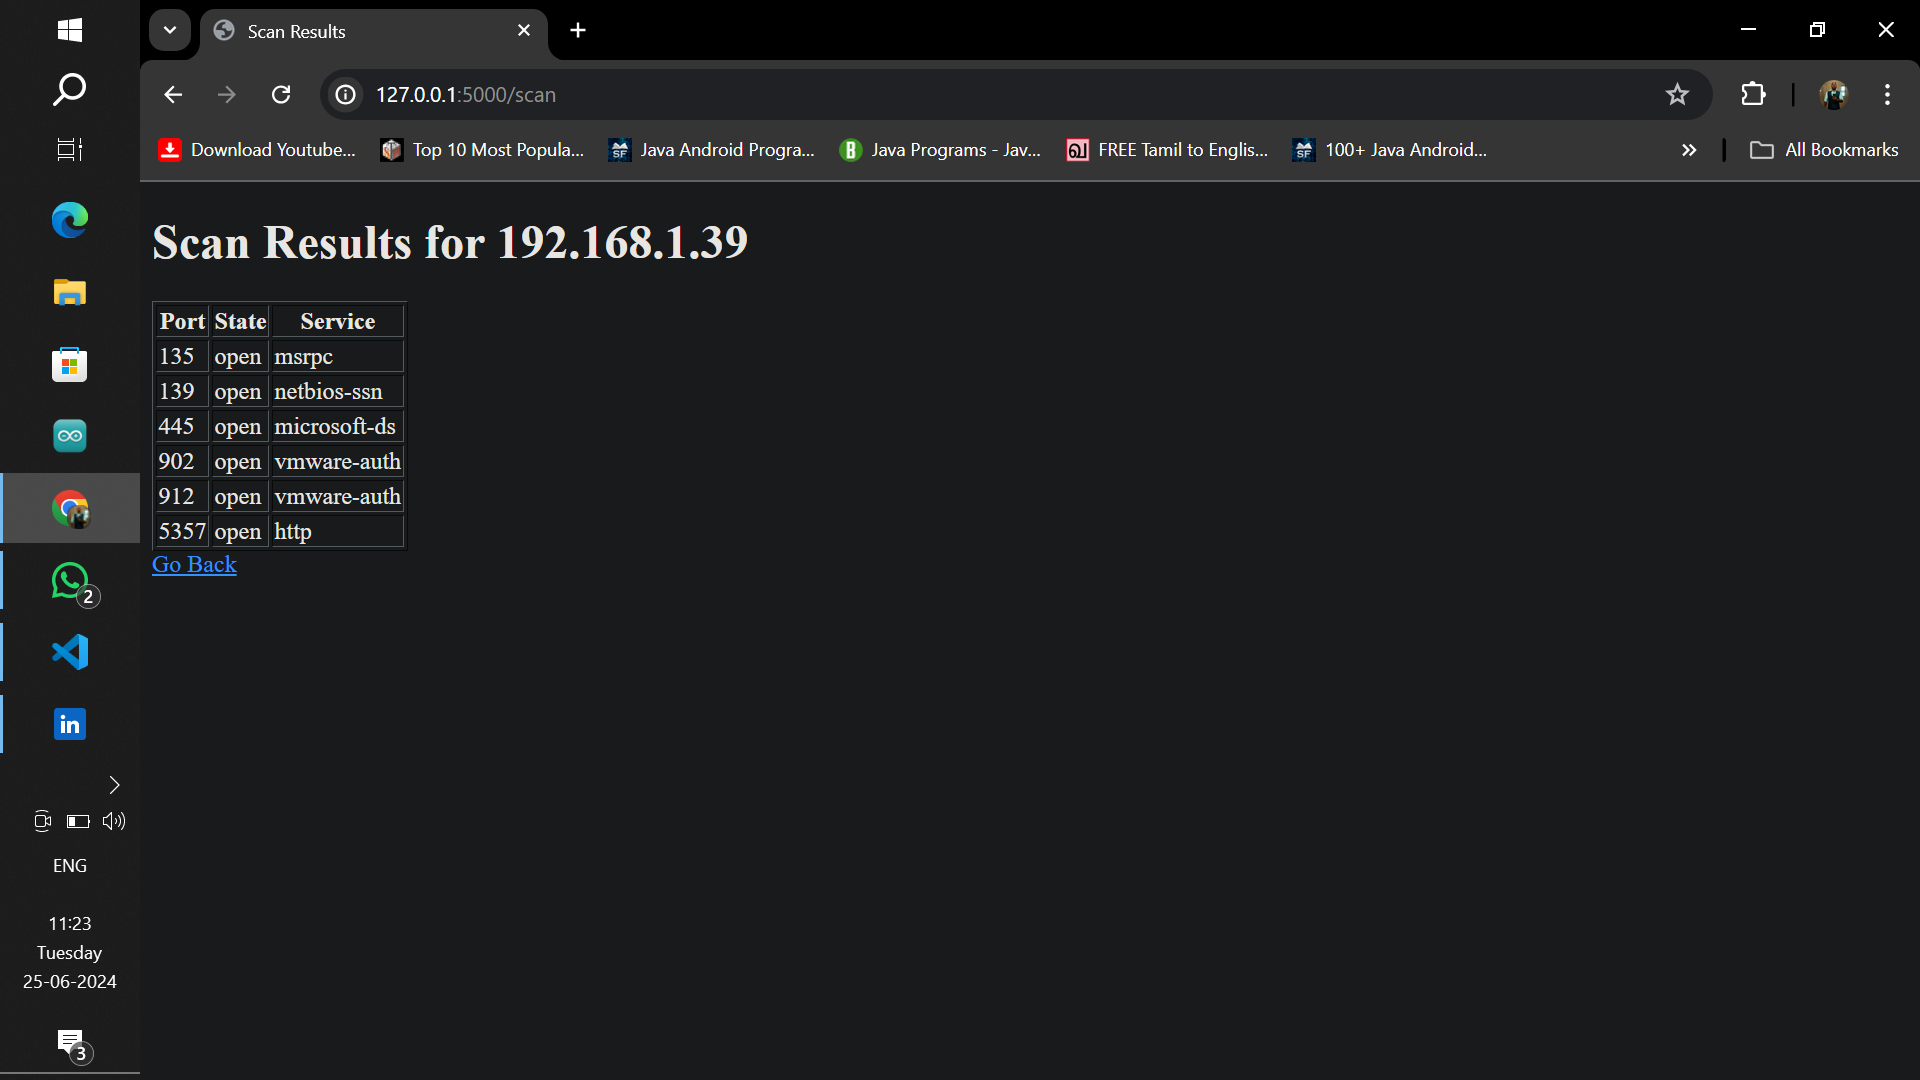 Scan Results
127.0.0.1:5000/scan
Download Youtube... Top 10 Most Popula... SF Java Android Progra... B Java Programs - Jav... FREE Tamil to Englis... SF 100+ Java Android... All Bookmarks
Scan Results for 192.168.1.39
Port State Service
135 open msrpc
139 open netbios-ssn
445 open microsoft-ds
902 open vmware-auth
912 open vmware-auth
5357 open http
Go Back
2
in
ENG
11:23
Tuesday
25-06-2024
3